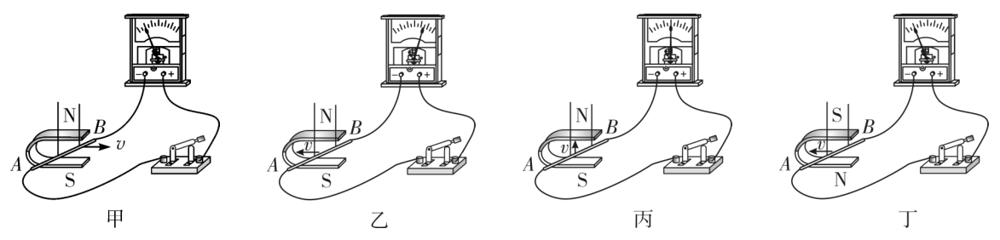 − + − + − + − +
N B v A S
N B v A S
N B v A S
S B v A N
甲 乙 丙 丁